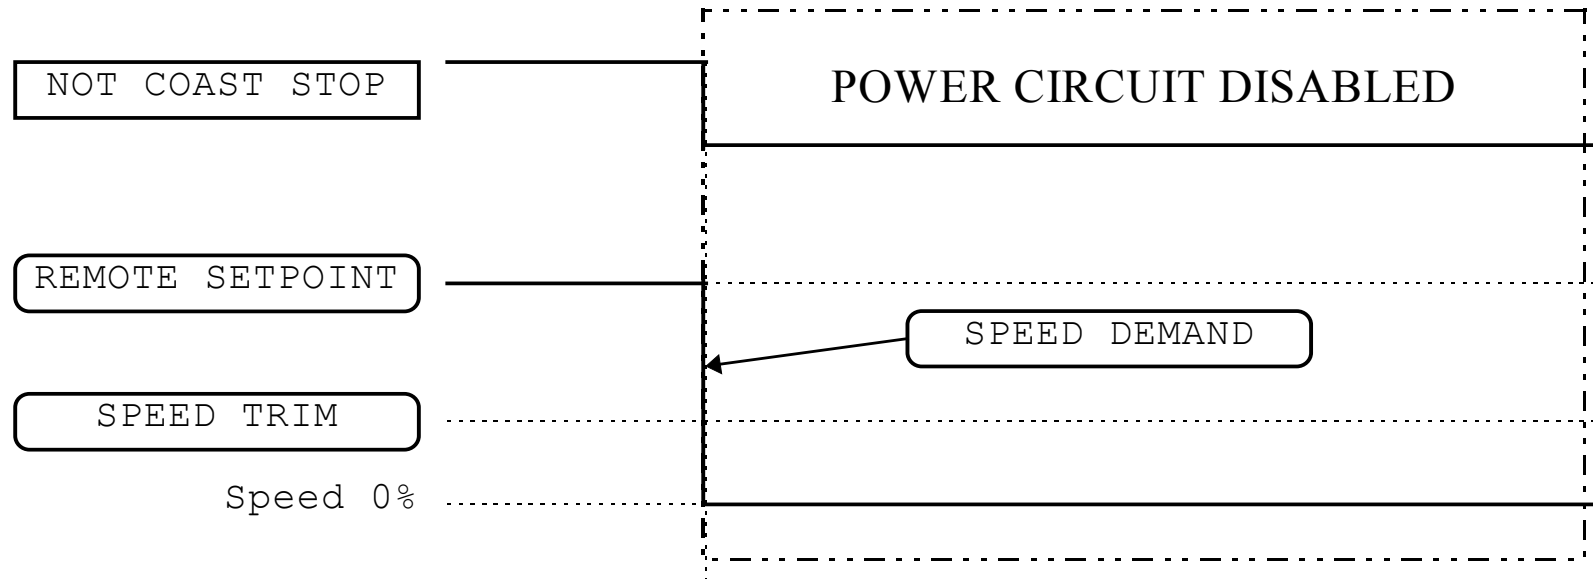 NOT COAST STOP
POWER CIRCUIT DISABLED
REMOTE SETPOINT
SPEED DEMAND
SPEED TRIM
Speed 0%